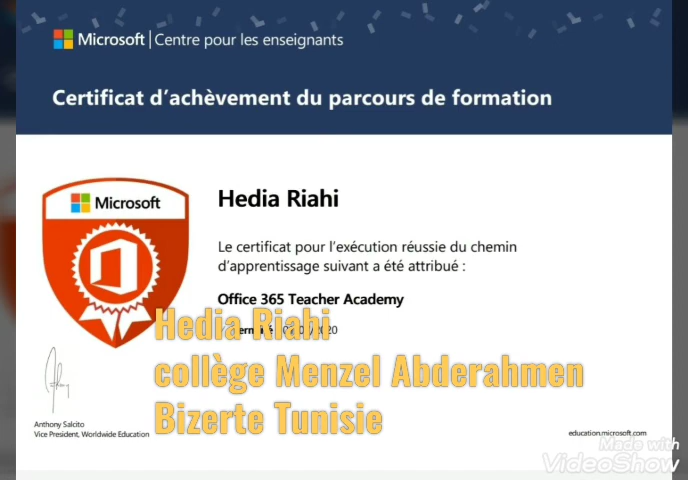 Microsoft | Centre pour les enseignants
Certificat d'achèvement du parcours de formation
Microsoft
Hedia Riahi
Le certificat pour l'exécution réussie du chemin
d'apprentissage suivant a été attribué :
Office 365 Teacher Academy
Hedia Riahi
collège Menzel Abderahmen
Bizerte Tunisie
Anthony Salcito
Vice President, Worldwide Education
education.microsoft.com
Made with
VideoShow